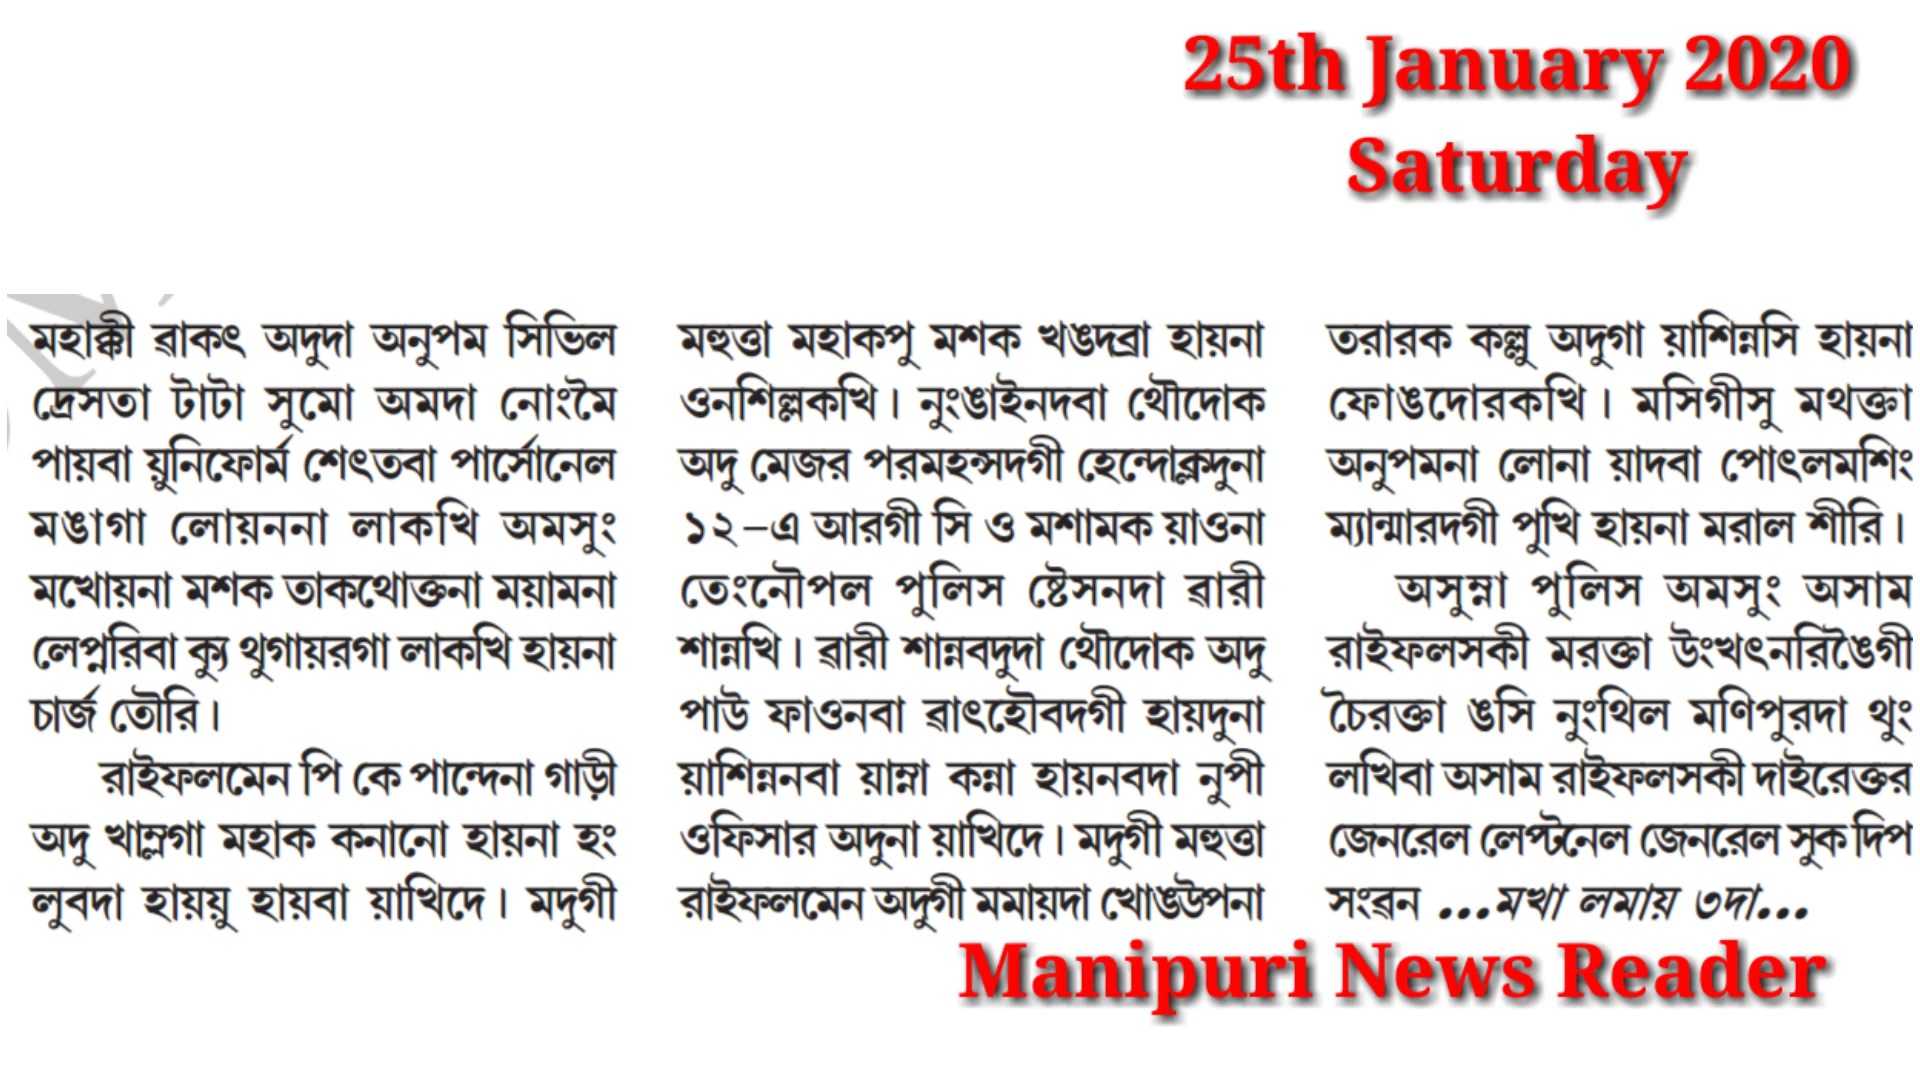 25th January 2020
Saturday
মহাক্কী ৱাকৎ অদুদা অনুপম সিভিল
দ্রেসতা টাটা সুমো অমদা নোংমৈ
পায়বা য়ুনিফোর্ম শেৎতবা পার্সোনেল
মঙাগা লোয়ননা লাকখি অমসুং
মখোয়না মশক তাকথোক্তনা ময়ামনা
লেপ্নরিবা ক্যু থুগায়রগা লাকখি হায়না
চার্জ তৌরি।
রাইফলমেন পি কে পান্দেনা গাড়ী
অদু খাম্লগা মহাক কনানো হায়না হং
লুবদা হায়য়ু হায়বা য়াখিদে। মদুগী
মহুত্তা মহাকপু মশক খঙদব্রা হায়না
ওনশিল্লকখি। নুংঙাইনদবা থৌদোক
অদু মেজর পরমহন্সদগী হেন্দোক্লদুনা
১২–এ আরগী সি ও মশামক য়াওনা
তেংনৌপল পুলিস ষ্টেসনদা ৱারী
শান্নখি। ৱারী শান্নবদুদা থৌদোক অদু
পাউ ফাওনবা ৱাৎহৌবদগী হায়দুনা
য়াশিন্ননবা য়াম্না কন্না হায়নবদা নুপী
ওফিসার অদুনা য়াখিদে। মদুগী মহুত্তা
রাইফলমেন অদুগী মমায়দা খোঙউপনা
তরারক কল্লু অদুগা য়াশিন্নসি হায়না
ফোঙদোরকখি। মসিগীসু মথক্তা
অনুপমনা লোনা য়াদবা পোৎলমশিং
ম্যান্মারদগী পুখি হায়না মরাল শীরি।
অসুম্না পুলিস অমসুং অসাম
রাইফলসকী মরক্তা উংখৎনরিঙৈগী
চৈরক্তা ঙসি নুংথিল মণিপুরদা থুং
লখিবা অসাম রাইফলসকী দাইরেক্তর
জেনরেল লেপ্টনেল জেনরেল সুকদিপ
সংৱন ...মখা লমায় ৩দা...
Manipuri News Reader